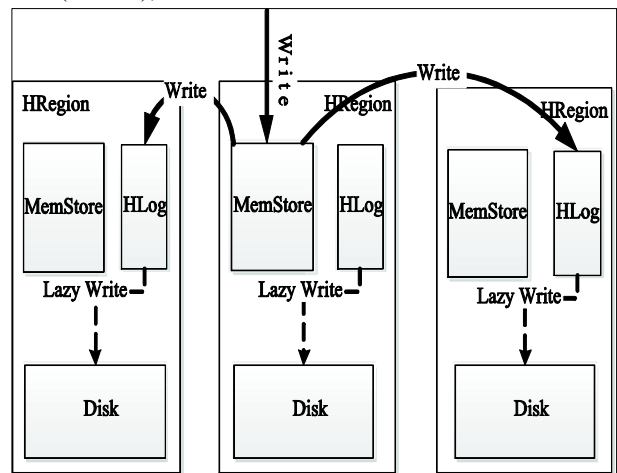 Write
Write
Write
HRegion
HRegion
HRegion
MemStore
HLog
MemStore
HLog
MemStore
HLog
Lazy Write
Lazy Write
Lazy Write
Disk
Disk
Disk